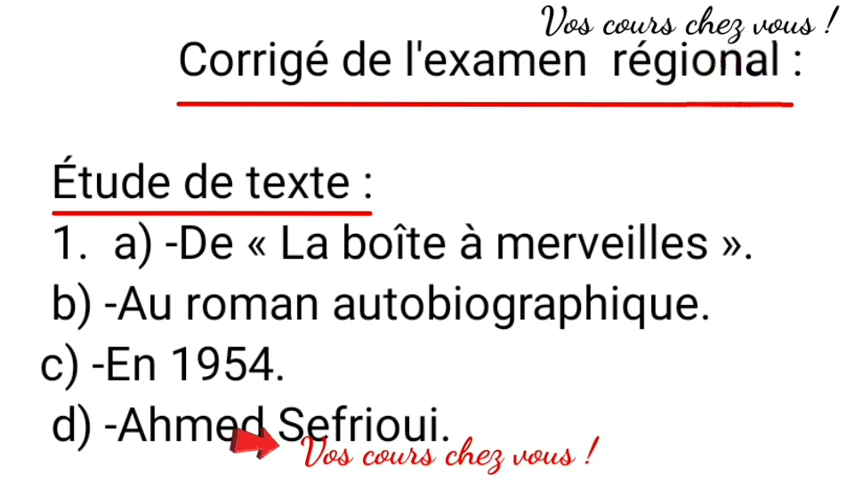 Vos cours chez vous !
Corrigé de l'examen régional :
Étude de texte :
1. a) -De « La boîte à merveilles ».
b) -Au roman autobiographique.
c) -En 1954.
d) -Ahmed Sefrioui.
Vos cours chez vous !